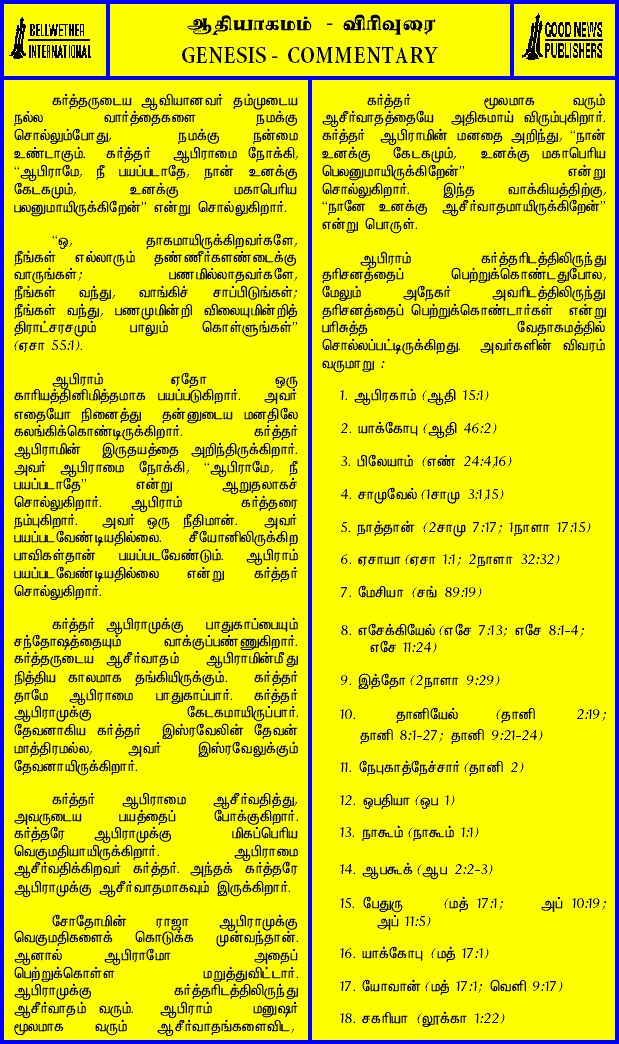 BELLWETHER
INTERNATIONAL
ஆதியாகமம் - விரிவுரை
GENESIS - COMMENTARY
GOOD NEWS
PUBLISHERS
கர்த்தருடைய ஆவியானவர் தம்முடைய
நல்ல வார்த்தைகளை நமக்கு
சொல்லும்போது, நமக்கு நன்மை
உண்டாகும். கர்த்தர் ஆபிராமை நோக்கி,
“ஆபிராமே, நீ பயப்படாதே, நான் உனக்கு
கேடகமும், உனக்கு மகாபெரிய
பலனுமாயிருக்கிறேன்” என்று சொல்லுகிறார்.
“ஓ, தாகமாயிருக்கிறவர்களே,
நீங்கள் எல்லாரும் தண்ணீர்களண்டைக்கு
வாருங்கள்; பணமில்லாதவர்களே,
நீங்கள் வந்து, வாங்கிச் சாப்பிடுங்கள்;
நீங்கள் வந்து, பணமுமின்றி விலையுமின்றித்
திராட்சரசமும் பாலும் கொள்ளுங்கள்”
(ஏசா 55:1).
ஆபிராம் ஏதோ ஒரு
காரியத்தினிமித்தமாக பயப்படுகிறார். அவர்
எதையோ நினைத்து தன்னுடைய மனதிலே
கலங்கிக்கொண்டிருக்கிறார். கர்த்தர்
ஆபிராமின் இருதயத்தை அறிந்திருக்கிறார்.
அவர் ஆபிராமை நோக்கி, “ஆபிராமே, நீ
பயப்படாதே” என்று ஆறுதலாகச்
சொல்லுகிறார். ஆபிராம் கர்த்தரை
நம்புகிறார். அவர் ஒரு நீதிமான். அவர்
பயப்படவேண்டியதில்லை. சீயோனிலிருக்கிற
பாவிகள்தான் பயப்படவேண்டும். ஆபிராம்
பயப்படவேண்டியதில்லை என்று கர்த்தர்
சொல்லுகிறார்.
கர்த்தர் ஆபிராமுக்கு பாதுகாப்பையும்
சந்தோஷத்தையும் வாக்குப்பண்ணுகிறார்.
கர்த்தருடைய ஆசீர்வாதம் ஆபிராமின்மீது
நித்திய காலமாக தங்கியிருக்கும். கர்த்தர்
தாமே ஆபிராமை பாதுகாப்பார். கர்த்தர்
ஆபிராமுக்கு கேடகமாயிருப்பார்.
தேவனாகிய கர்த்தர் இஸ்ரவேலின் தேவன்
மாத்திரமல்ல, அவர் இஸ்ரவேலுக்கும்
தேவனாயிருக்கிறார்.
கர்த்தர் ஆபிராமை ஆசீர்வதித்து,
அவருடைய பயத்தைப் போக்குகிறார்.
கர்த்தரே ஆபிராமுக்கு மிகப்பெரிய
வெகுமதியாயிருக்கிறார். ஆபிராமை
ஆசீர்வதிக்கிறவர் கர்த்தர். அந்தக் கர்த்தரே
ஆபிராமுக்கு ஆசீர்வாதமாகவும் இருக்கிறார்.
சோதோமின் ராஜா ஆபிராமுக்கு
வெகுமதிகளைக் கொடுக்க முன்வந்தான்.
ஆனால் ஆபிராமோ அதைப்
பெற்றுக்கொள்ள மறுத்துவிட்டார்.
ஆபிராமுக்கு கர்த்தரிடத்திலிருந்து
ஆசீர்வாதம் வரும். ஆபிராம் மனுஷர்
மூலமாக வரும் ஆசீர்வாதங்களைவிட,
கர்த்தர் மூலமாக வரும்
ஆசீர்வாதத்தையே அதிகமாய் விரும்புகிறார்.
கர்த்தர் ஆபிராமின் மனதை அறிந்து, “நான்
உனக்கு கேடகமும், உனக்கு மகாபெரிய
பெலனுமாயிருக்கிறேன்” என்று
சொல்லுகிறார். இந்த வாக்கியத்திற்கு,
“நானே உனக்கு ஆசீர்வாதமாயிருக்கிறேன்”
என்று பொருள்.
ஆபிராம் கர்த்தரிடத்திலிருந்து
தரிசனத்தைப் பெற்றுக்கொண்டதுபோல,
மேலும் அநேகர் அவரிடத்திலிருந்து
தரிசனத்தைப் பெற்றுக்கொண்டார்கள் என்று
பரிசுத்த வேதாகமத்தில்
சொல்லப்பட்டிருக்கிறது. அவர்களின் விவரம்
வருமாறு :
1. ஆபிரகாம் (ஆதி 15:1)
2. யாக்கோபு (ஆதி 46:2)
3. பிலேயாம் (எண் 24:4,16)
4. சாமுவேல் (1சாமு 3:1,15)
5. நாத்தான் (2சாமு 7:17; 1நாளா 17:15)
6. ஏசாயா (ஏசா 1:1; 2நாளா 32:32)
7. மேசியா (சங் 89:19)
8. எசேக்கியேல் (எசே 7:13; எசே 8:1-4;
எசே 11:24)
9. இத்தோ (2நாளா 9:29)
10. தானியேல் (தானி 2:19;
தானி 8:1-27; தானி 9:21-24)
11. நேபுகாத்நேச்சார் (தானி 2)
12. ஒபதியா (ஒப 1)
13. நாகூம் (நாகூம் 1:1)
14. ஆபகூக் (ஆப 2:2-3)
15. பேதுரு (மத் 17:1; அப் 10:19;
அப் 11:5)
16. யாக்கோபு (மத் 17:1)
17. யோவான் (மத் 17:1; வெளி 9:17)
18. சகரியா (லூக்கா 1:22)